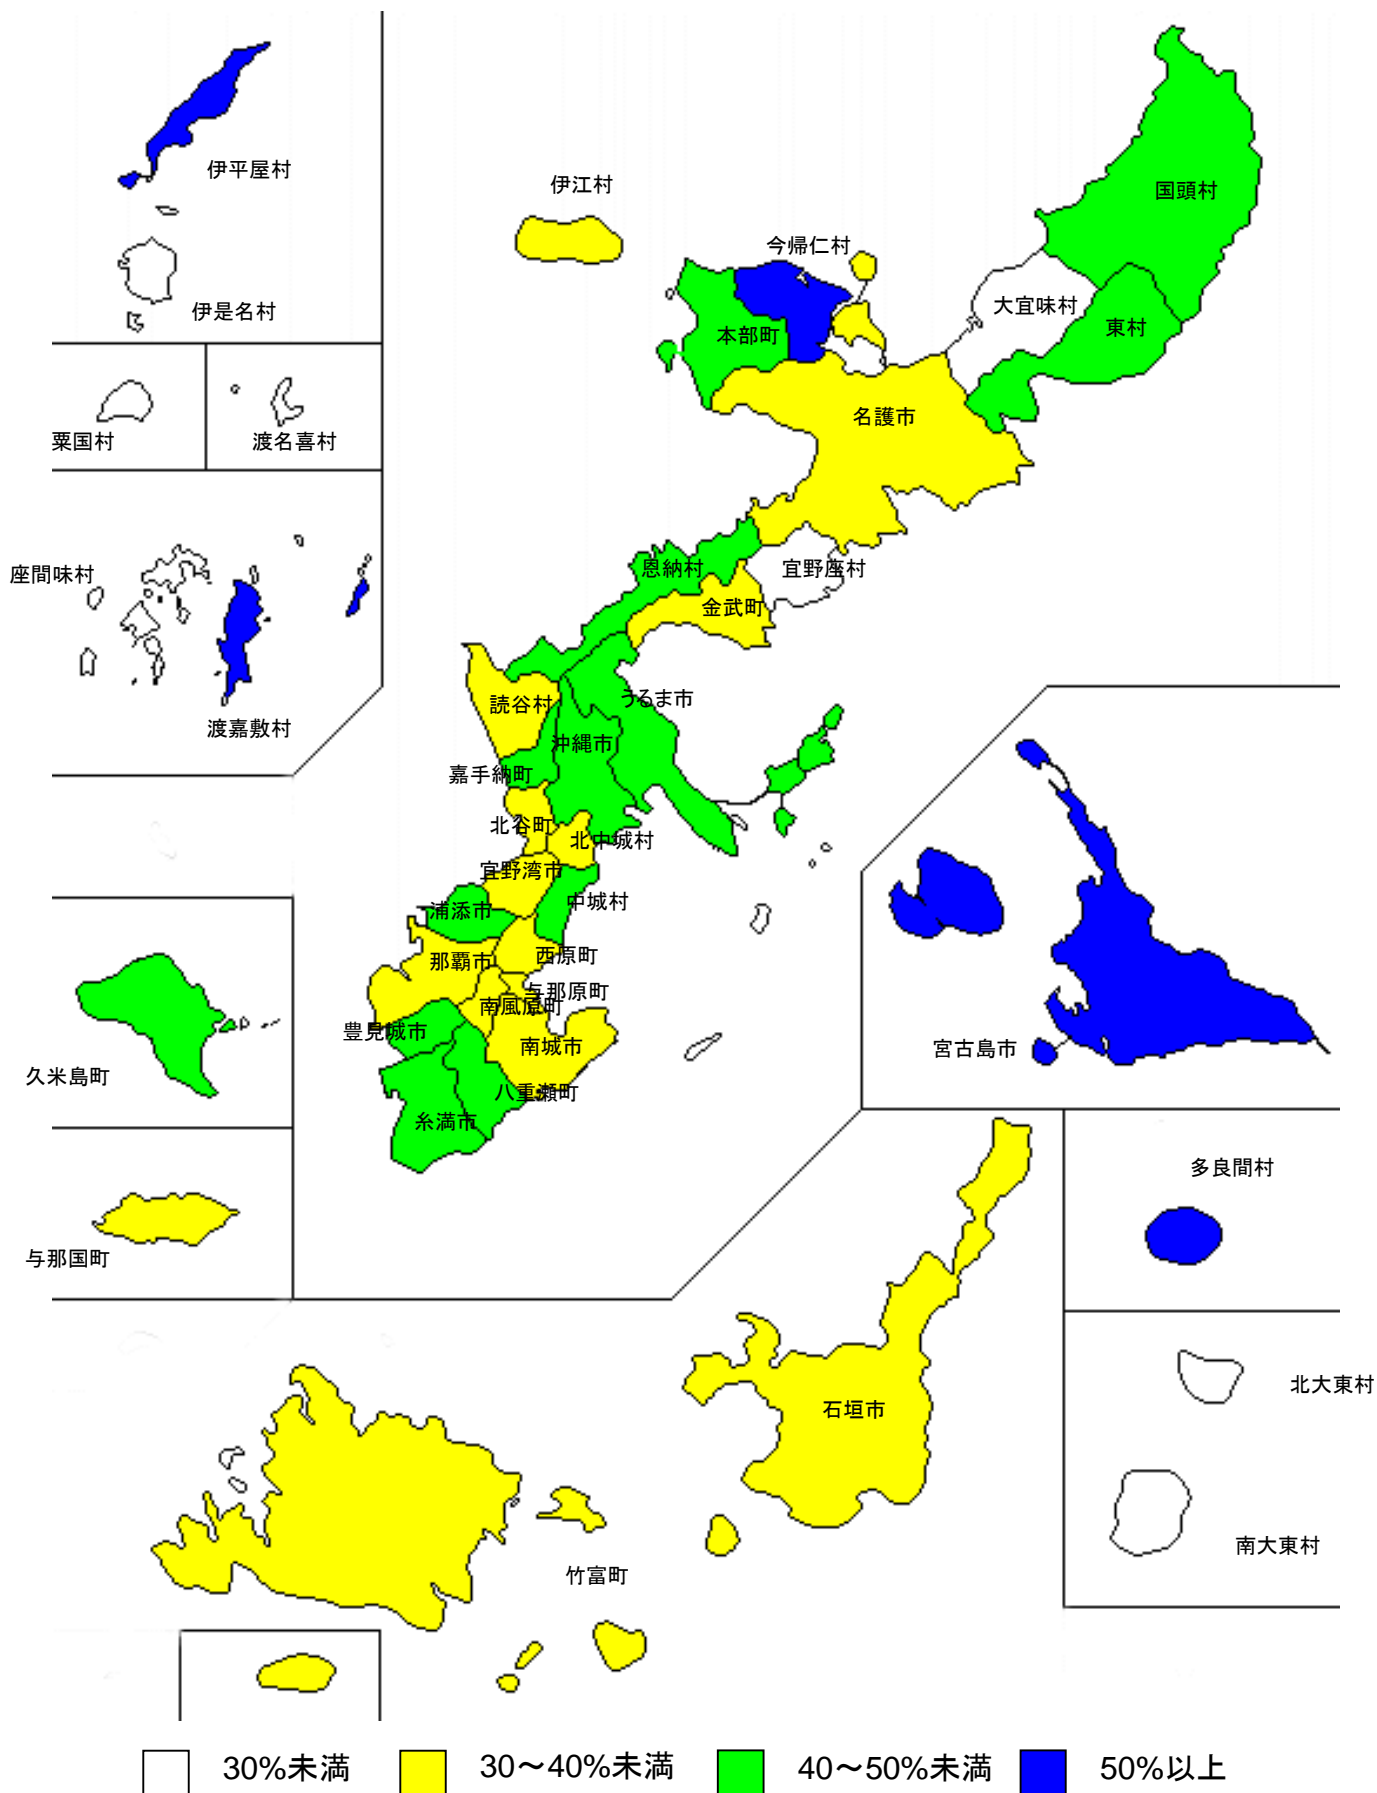 伊平屋村
伊江村
国頭村
今帰仁村
伊是名村
大宜味村
東村
本部町
名護市
粟国村
渡名喜村
恩納村
宜野座村
座間味村
金武町
うるま市
読谷村
渡嘉敷村
沖縄市
嘉手納町
北谷町
北中城村
宜野湾市
中城村
浦添市
西原町
那覇市
与那原町
南風原町
豊見城市
南城市
宮古島市
久米島町
八重瀬町
糸満市
多良間村
与那国町
北大東村
石垣市
南大東村
竹富町
30%未満
30~40%未満
40~50%未満
50%以上